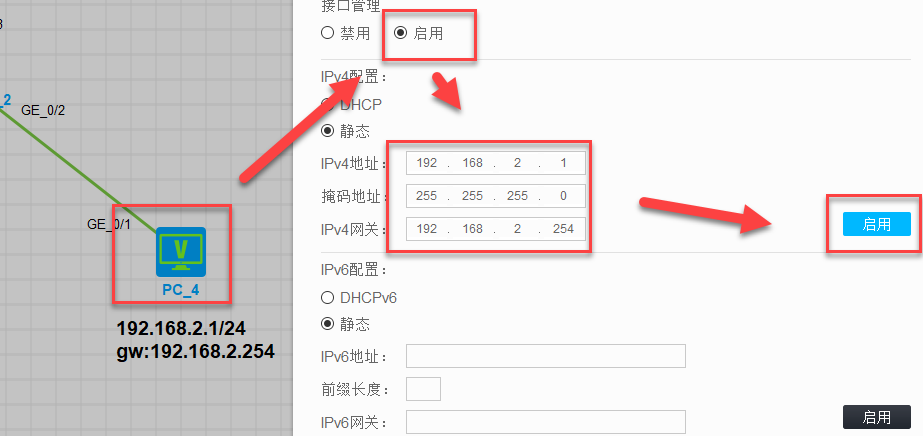 接口管理
禁用
启用
IPv4配置：
DHCP
静态
IPv4地址：
192 . 168 . 2 . 1
掩码地址：
255 . 255 . 255 . 0
IPv4网关：
192 . 168 . 2 . 254
启用
IPv6配置：
DHCPv6
静态
IPv6地址：
前缀长度：
IPv6网关：
启用
_2
GE_0/2
GE_0/1
V
PC_4
192.168.2.1/24
gw:192.168.2.254